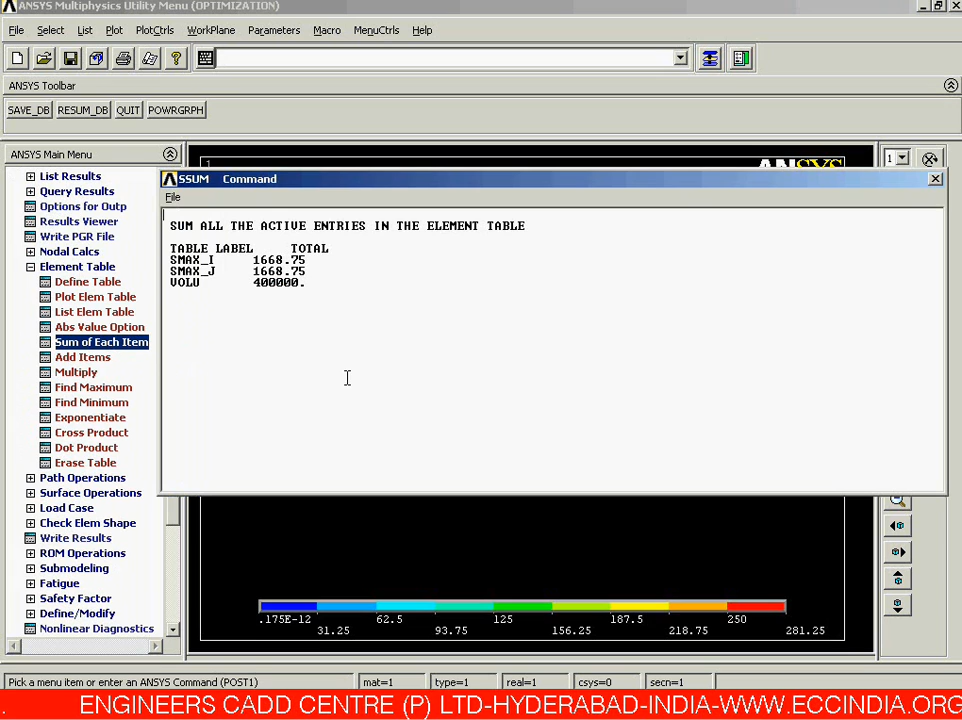 ANSYS Multiphysics Utility Menu (OPTIMIZATION)
File Select List Plot PlotCtrls WorkPlane Parameters Macro MenuCtrls Help
ANSYS Toolbar
SAVE_DB RESUM_DB QUIT POWRGRPH
ANSYS Main Menu
List Results
Query Results
Options for Outp
Results Viewer
Write PGR File
Nodal Calcs
Element Table
Define Table
Plot Elem Table
List Elem Table
Abs Value Option
Sum of Each Item
Add Items
Multiply
Find Maximum
Find Minimum
Exponentiate
Cross Product
Dot Product
Erase Table
Path Operations
Surface Operations
Load Case
Check Elem Shape
Write Results
ROM Operations
Submodeling
Fatigue
Safety Factor
Define/Modify
Nonlinear Diagnostics
1
ANSYS
1
SSUM Command
File
SUM ALL THE ACTIVE ENTRIES IN THE ELEMENT TABLE
TABLE LABEL TOTAL
SMAX_I 1668.75
SMAX_J 1668.75
VOLU 400000.
.175E-12 62.5 125 187.5 250
31.25 93.75 156.25 218.75 281.25
Pick a menu item or enter an ANSYS Command (POST1) mat=1 type=1 real=1 csys=0 secn=1
. ENGINEERS CADD CENTRE (P) LTD-HYDERABAD-INDIA-WWW.ECCINDIA.ORG